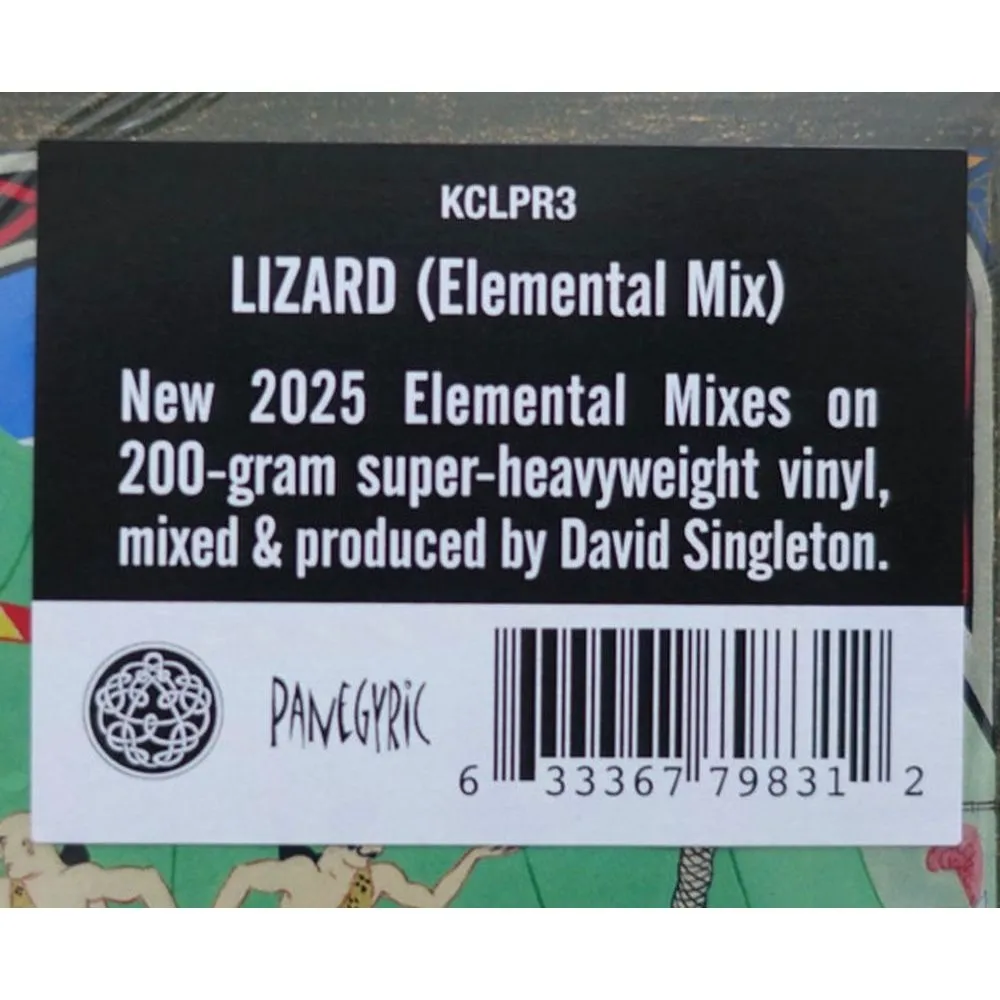 KCLPR3
LIZARD (Elemental Mix)
New 2025 Elemental Mixes on
200-gram super-heavyweight vinyl,
mixed & produced by David Singleton.
PANEGYRIC
6 33367 79831 2